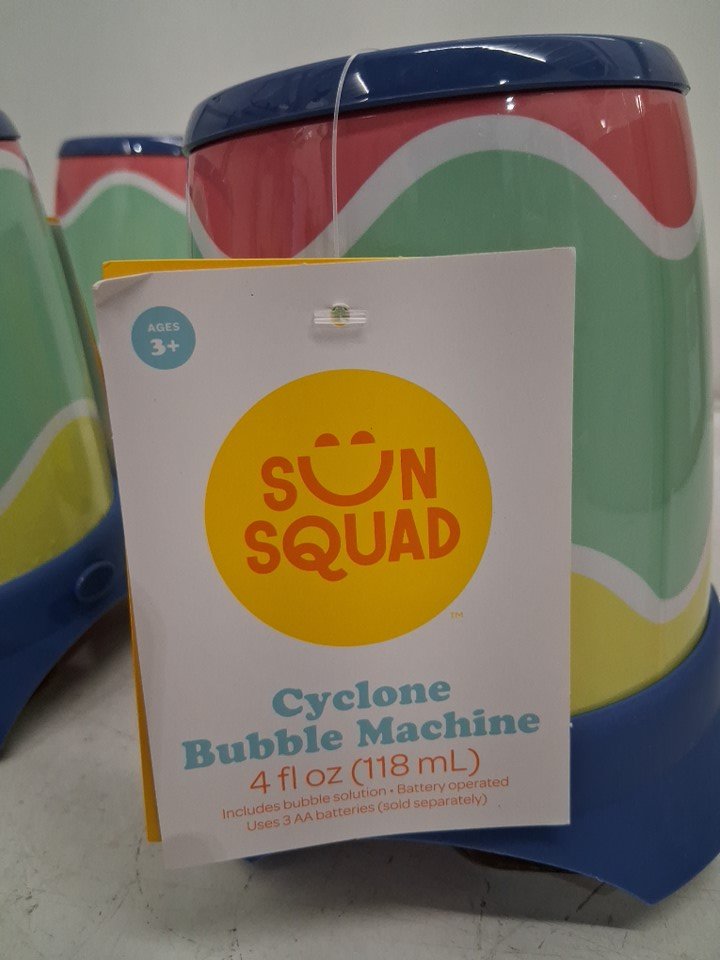 AGES
3+
SUN
SQUAD
™
Cyclone
Bubble Machine
4 fl oz (118 mL)
Includes bubble solution • Battery operated
Uses 3 AA batteries (sold separately)